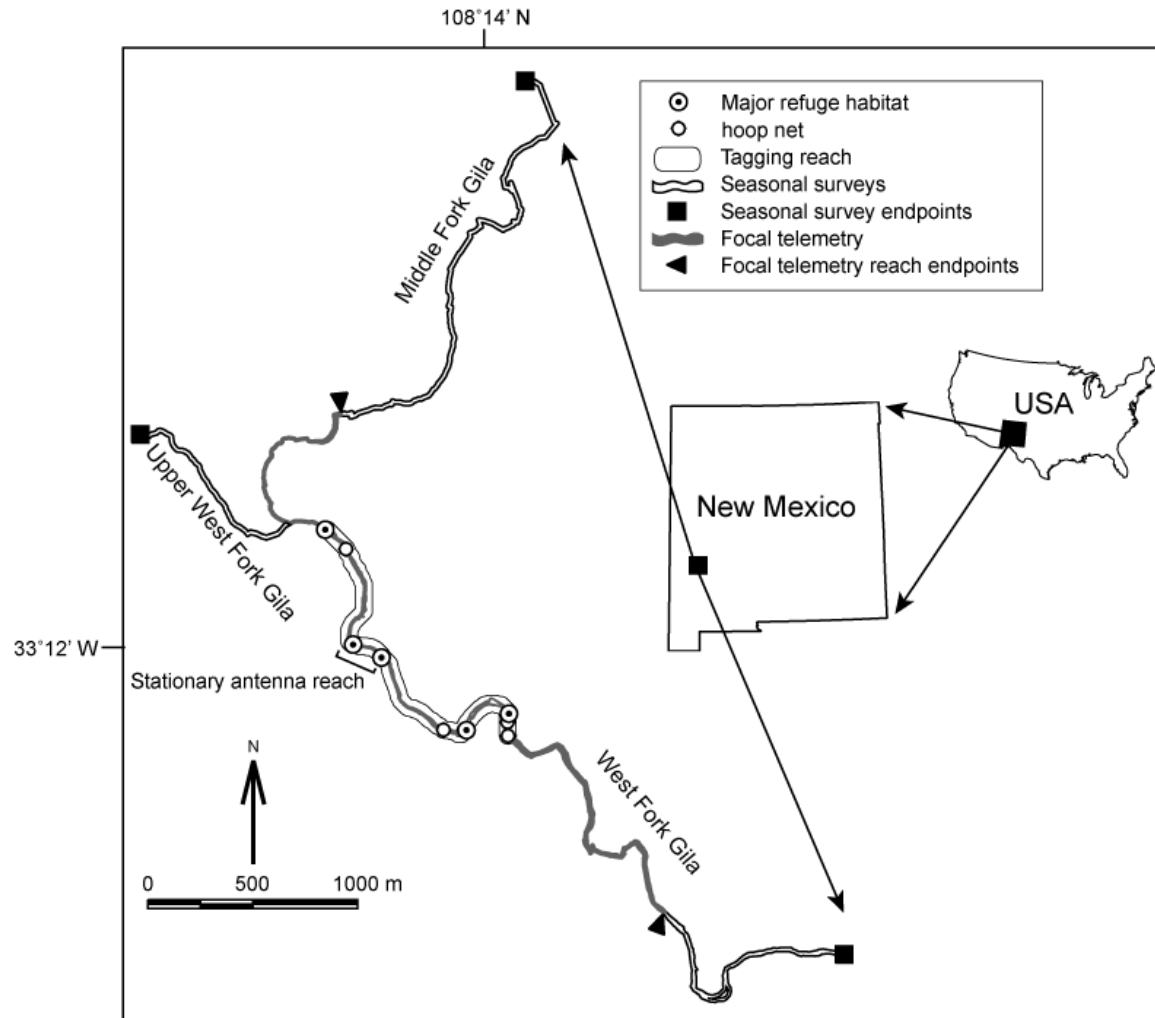 108˚14' N
Major refuge habitat
hoop net
Tagging reach
Seasonal surveys
Seasonal survey endpoints
Focal telemetry
Focal telemetry reach endpoints
Middle Fork Gila
USA
Upper West Fork Gila
New Mexico
33˚12' W
Stationary antenna reach
N
West Fork Gila
0 500 1000 m